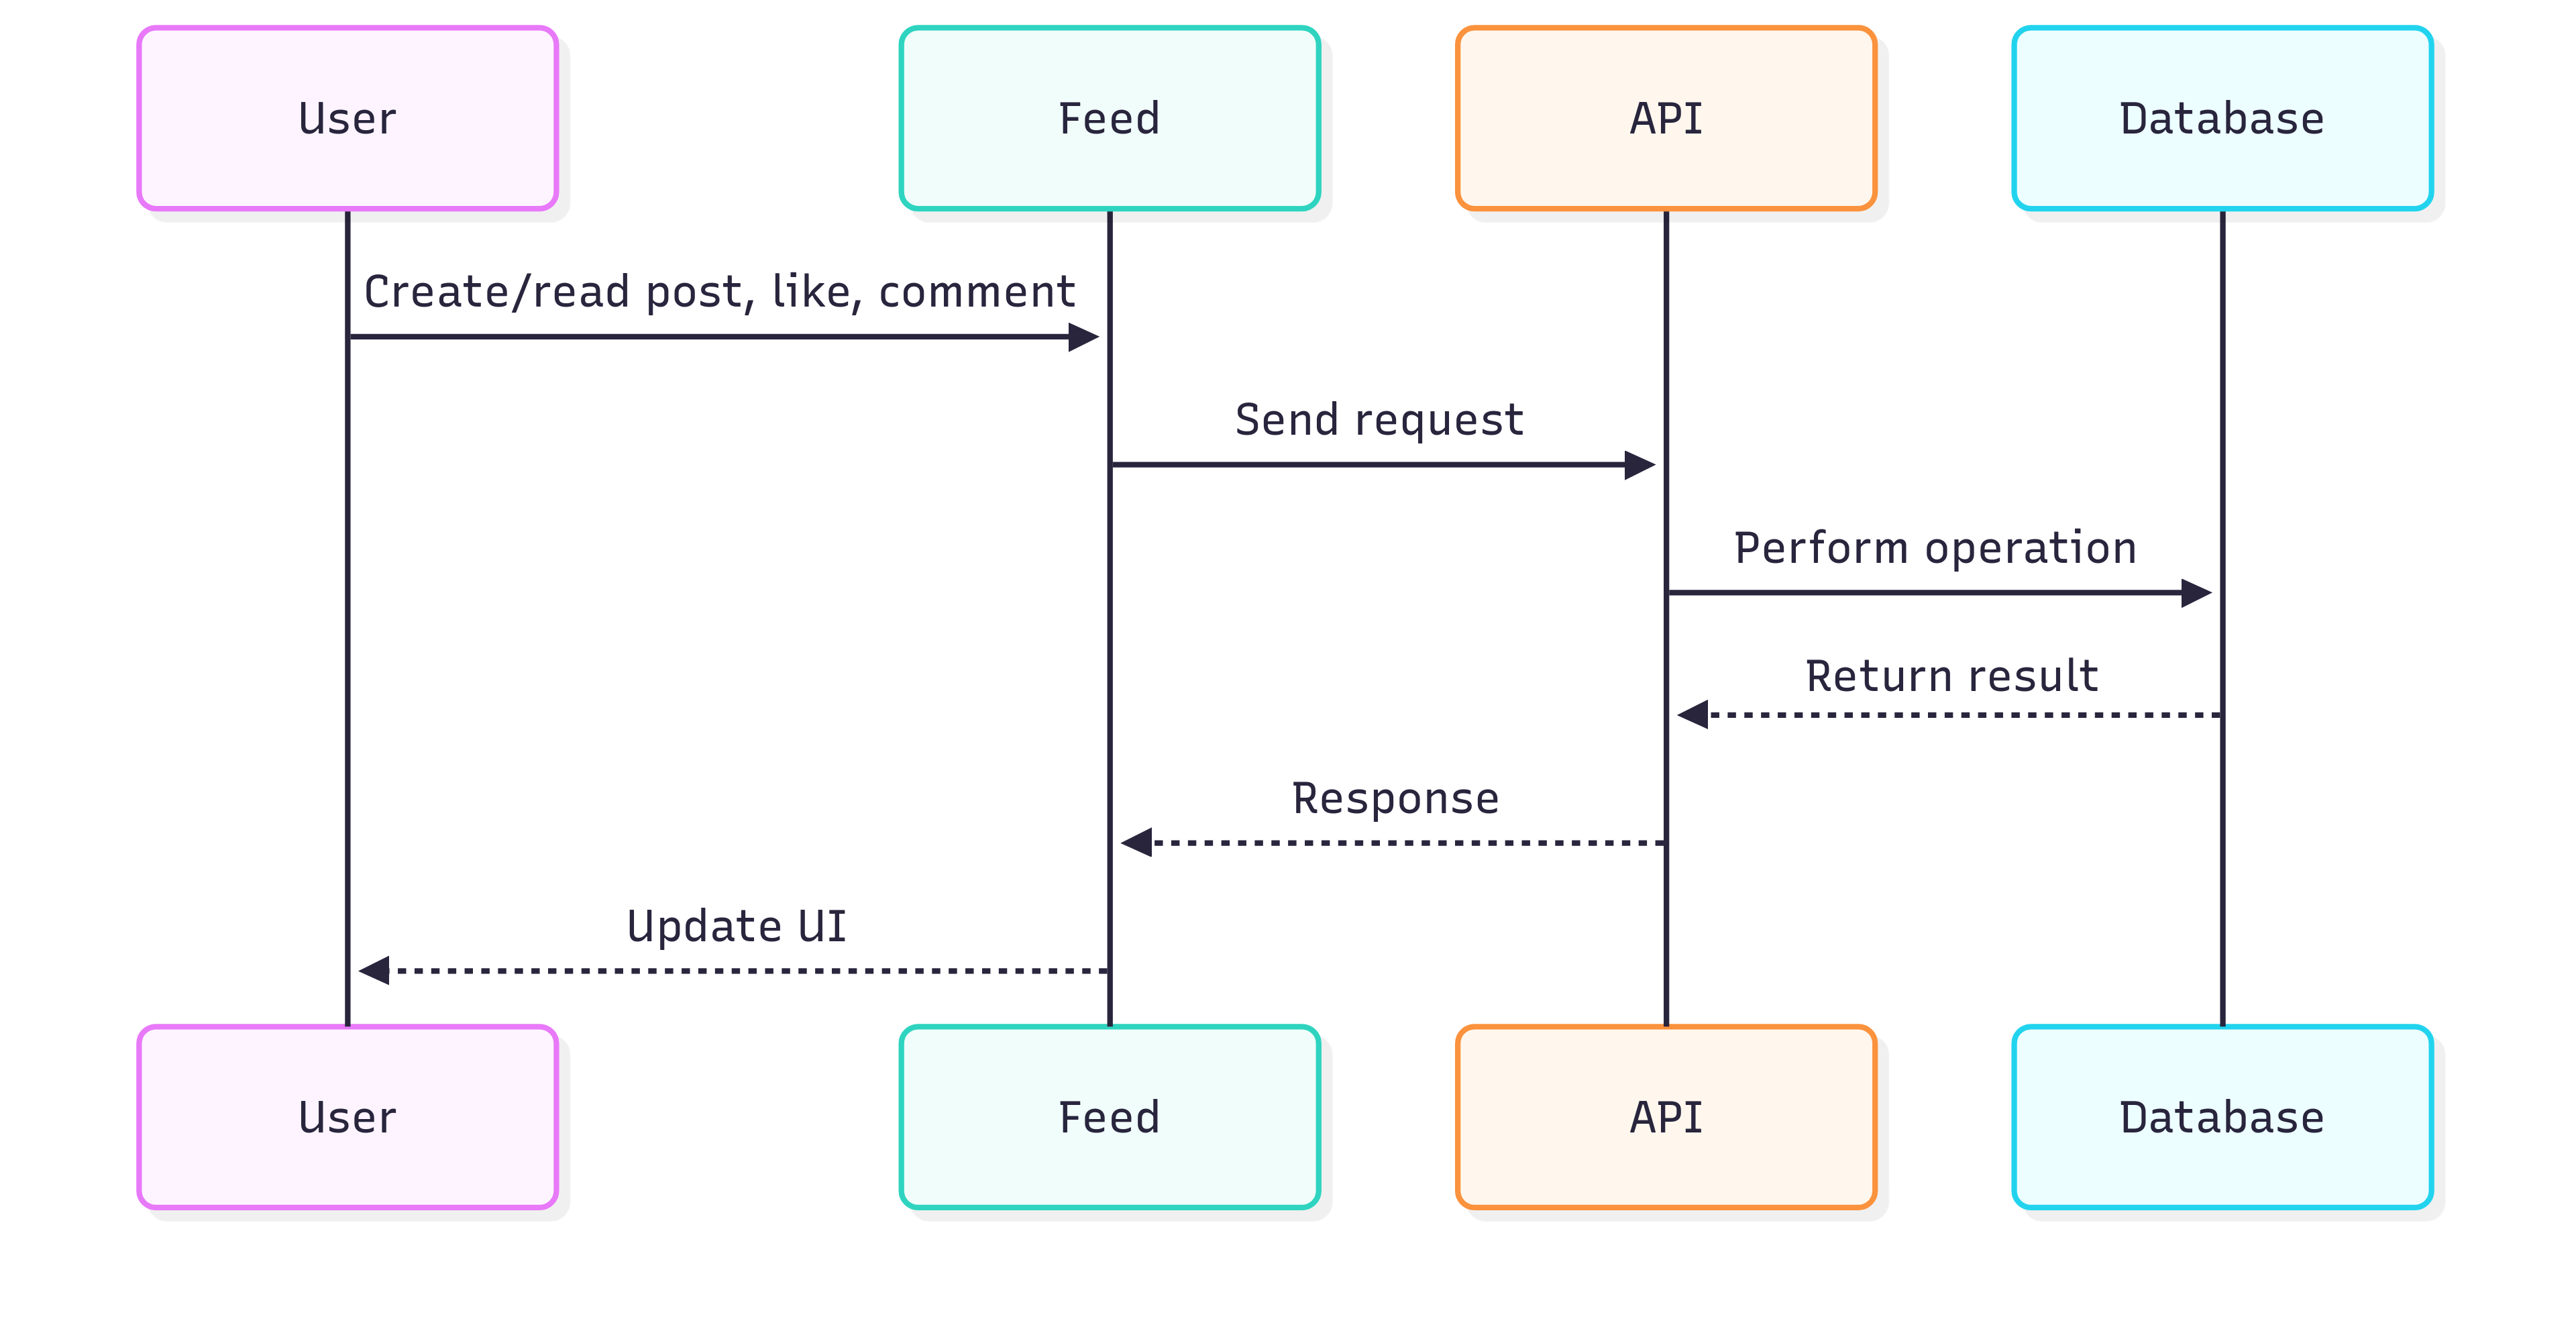 User
Feed
API
Database
Create/read post, like, comment
Send request
Perform operation
Return result
Response
Update UI
User
Feed
API
Database